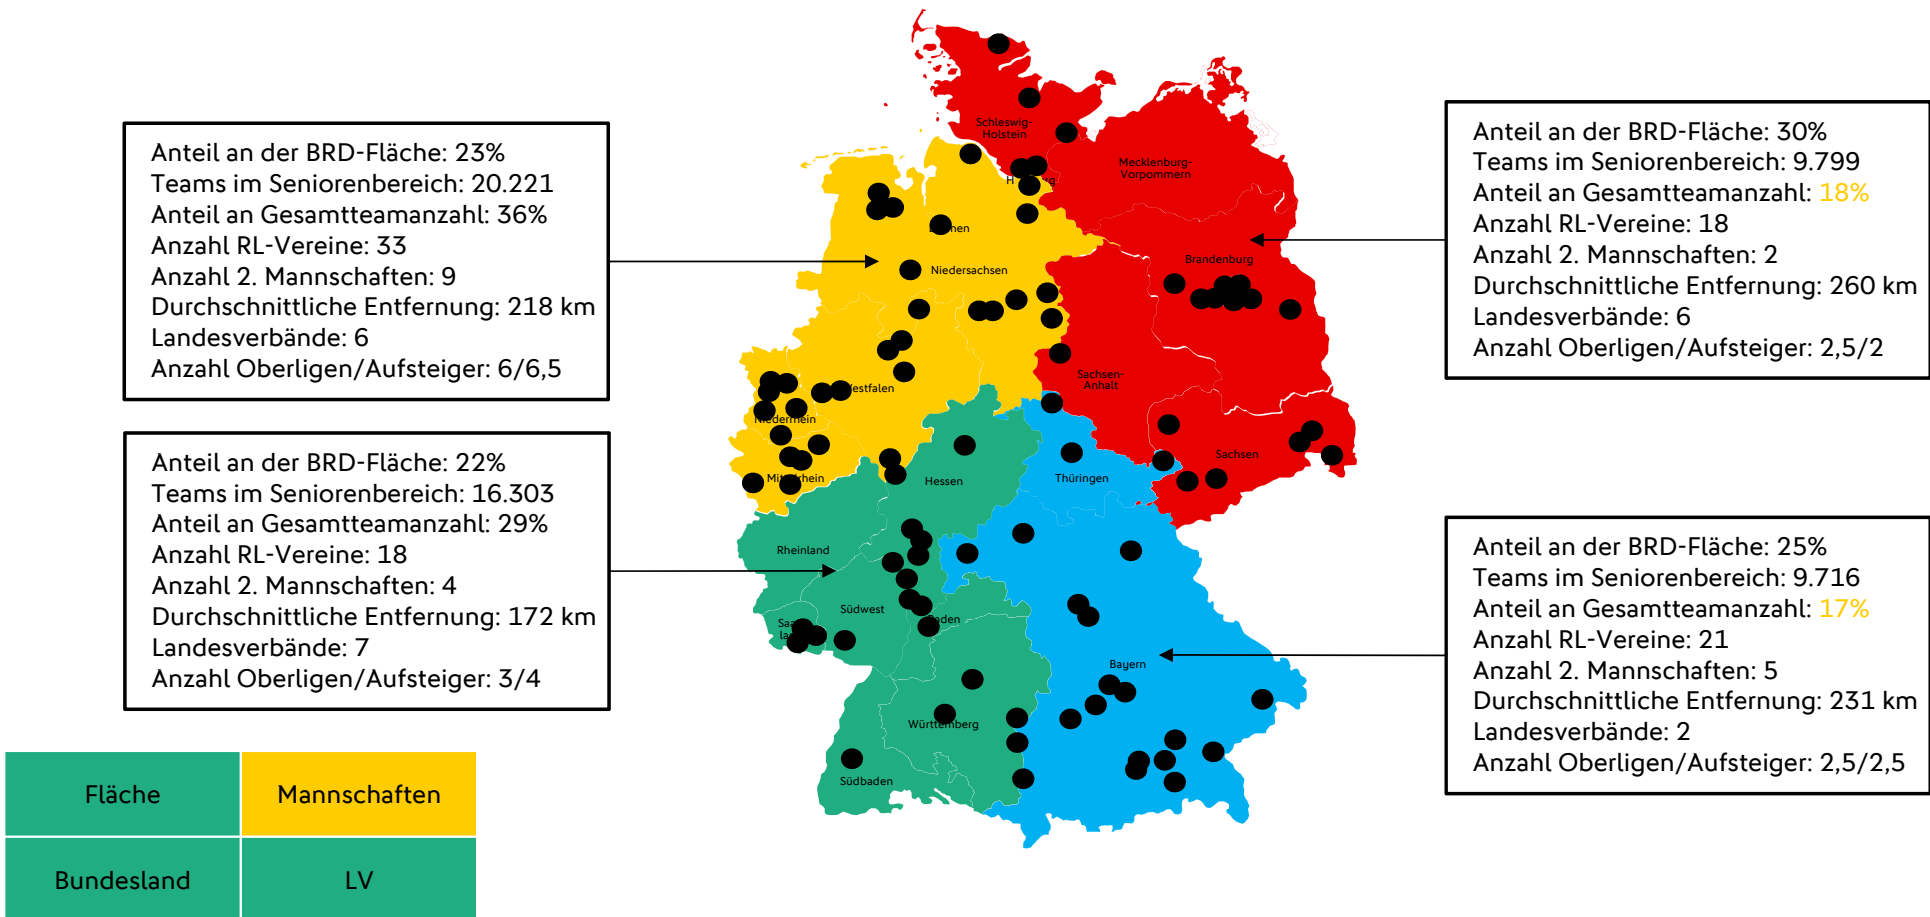 Anteil an der BRD-Fläche: 23%
Teams im Seniorenbereich: 20.221
Anteil an Gesamtteamanzahl: 36%
Anzahl RL-Vereine: 33
Anzahl 2. Mannschaften: 9
Durchschnittliche Entfernung: 218 km
Landesverbände: 6
Anzahl Oberligen/Aufsteiger: 6/6,5
Anteil an der BRD-Fläche: 22%
Teams im Seniorenbereich: 16.303
Anteil an Gesamtteamanzahl: 29%
Anzahl RL-Vereine: 18
Anzahl 2. Mannschaften: 4
Durchschnittliche Entfernung: 172 km
Landesverbände: 7
Anzahl Oberligen/Aufsteiger: 3/4
Fläche
Mannschaften
Bundesland
LV
Schleswig-
Holstein
Mecklenburg-
Vorpommern
Niedersachsen
Brandenburg
Sachsen-
Anhalt
Sachsen
Hessen
Thüringen
Rheinland
Südwest
Bayern
Württemberg
Südbaden
Anteil an der BRD-Fläche: 30%
Teams im Seniorenbereich: 9.799
Anteil an Gesamtteamanzahl: 18%
Anzahl RL-Vereine: 18
Anzahl 2. Mannschaften: 2
Durchschnittliche Entfernung: 260 km
Landesverbände: 6
Anzahl Oberligen/Aufsteiger: 2,5/2
Anteil an der BRD-Fläche: 25%
Teams im Seniorenbereich: 9.716
Anteil an Gesamtteamanzahl: 17%
Anzahl RL-Vereine: 21
Anzahl 2. Mannschaften: 5
Durchschnittliche Entfernung: 231 km
Landesverbände: 2
Anzahl Oberligen/Aufsteiger: 2,5/2,5